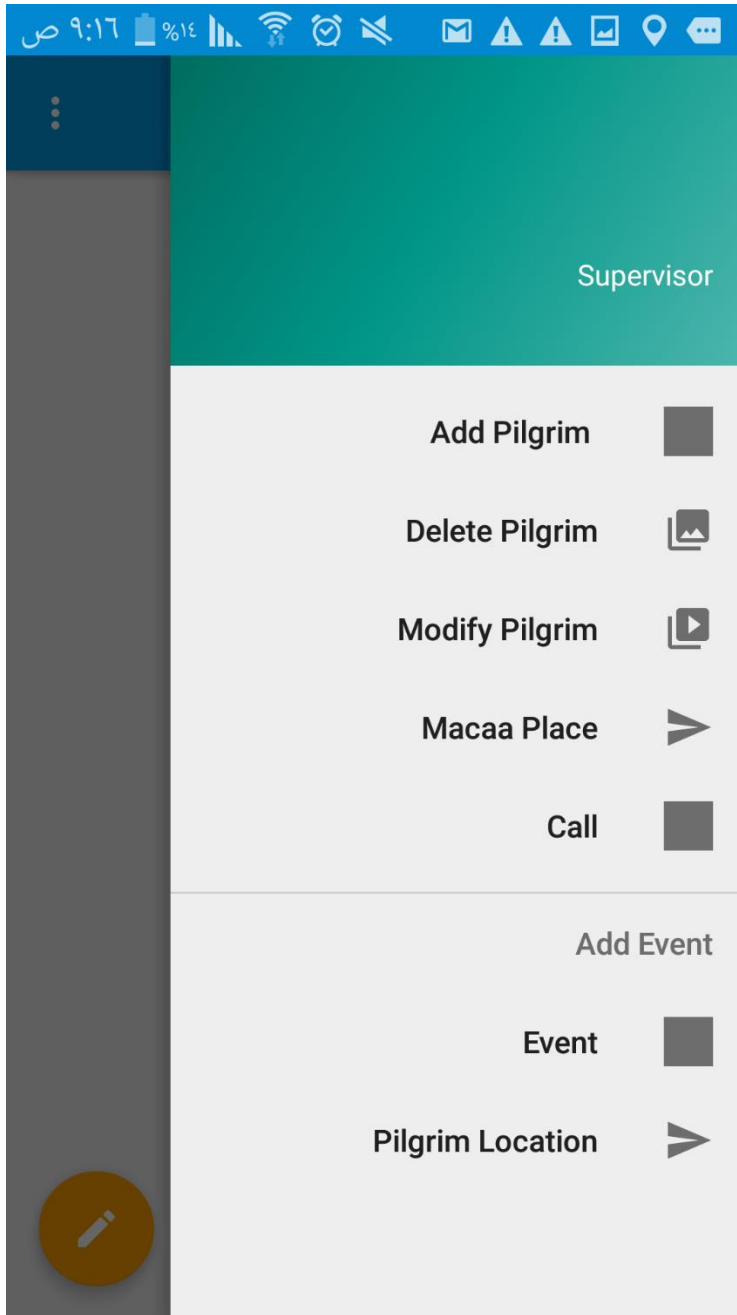 ٩:١٦ ص %١٤
Supervisor
Add Pilgrim
Delete Pilgrim
Modify Pilgrim
Macaa Place
Call
Add Event
Event
Pilgrim Location